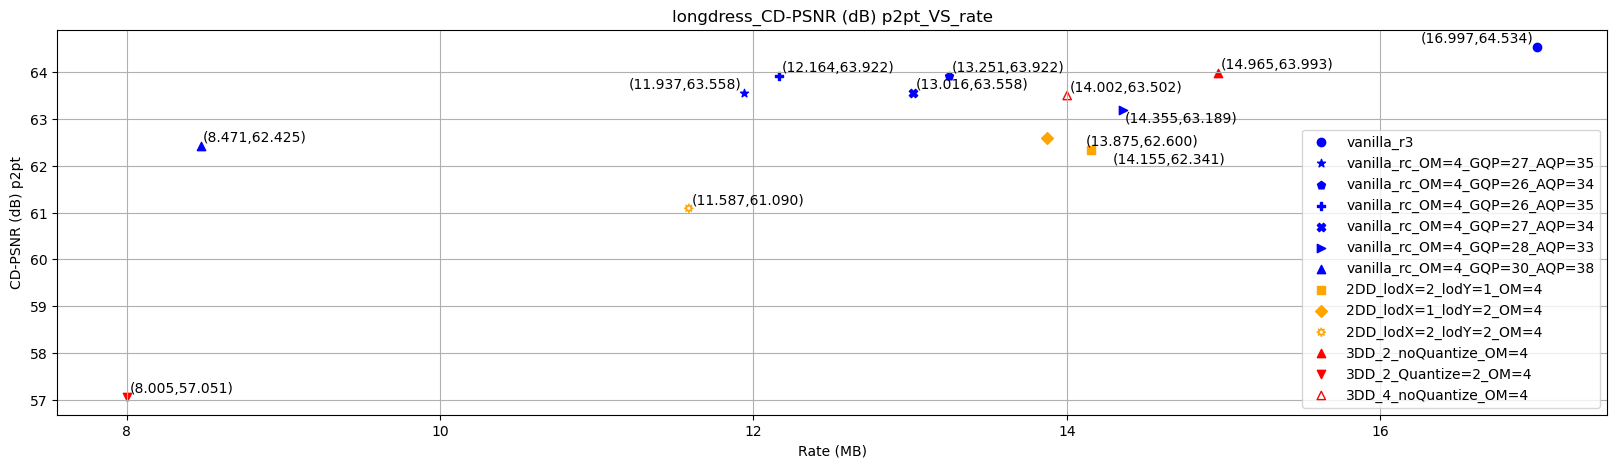 longdress_CD-PSNR (dB) p2pt_VS_rate
(16.997,64.534)
(14.965,63.993)
(12.164,63.922)
(13.251,63.922)
(11.937,63.558)
(13.016,63.558)
(14.002,63.502)
(14.355,63.189)
(8.471,62.425)
(13.875,62.600)
(14.155,62.341)
(11.587,61.090)
(8.005,57.051)
64
63
62
61
60
59
58
57
CD-PSNR (dB) p2pt
8
10
12
14
16
Rate (MB)
vanilla_r3
vanilla_rc_OM=4_GQP=27_AQP=35
vanilla_rc_OM=4_GQP=26_AQP=34
vanilla_rc_OM=4_GQP=26_AQP=35
vanilla_rc_OM=4_GQP=27_AQP=34
vanilla_rc_OM=4_GQP=28_AQP=33
vanilla_rc_OM=4_GQP=30_AQP=38
2DD_lodX=2_lodY=1_OM=4
2DD_lodX=1_lodY=2_OM=4
2DD_lodX=2_lodY=2_OM=4
3DD_2_noQuantize_OM=4
3DD_2_Quantize=2_OM=4
3DD_4_noQuantize_OM=4